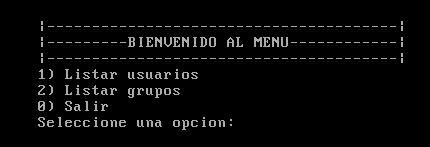 |--------------------------------------|
|---------BIENVENIDO AL MENU------------|
|--------------------------------------|
1) Listar usuarios
2) Listar grupos
0) Salir
Seleccione una opcion: